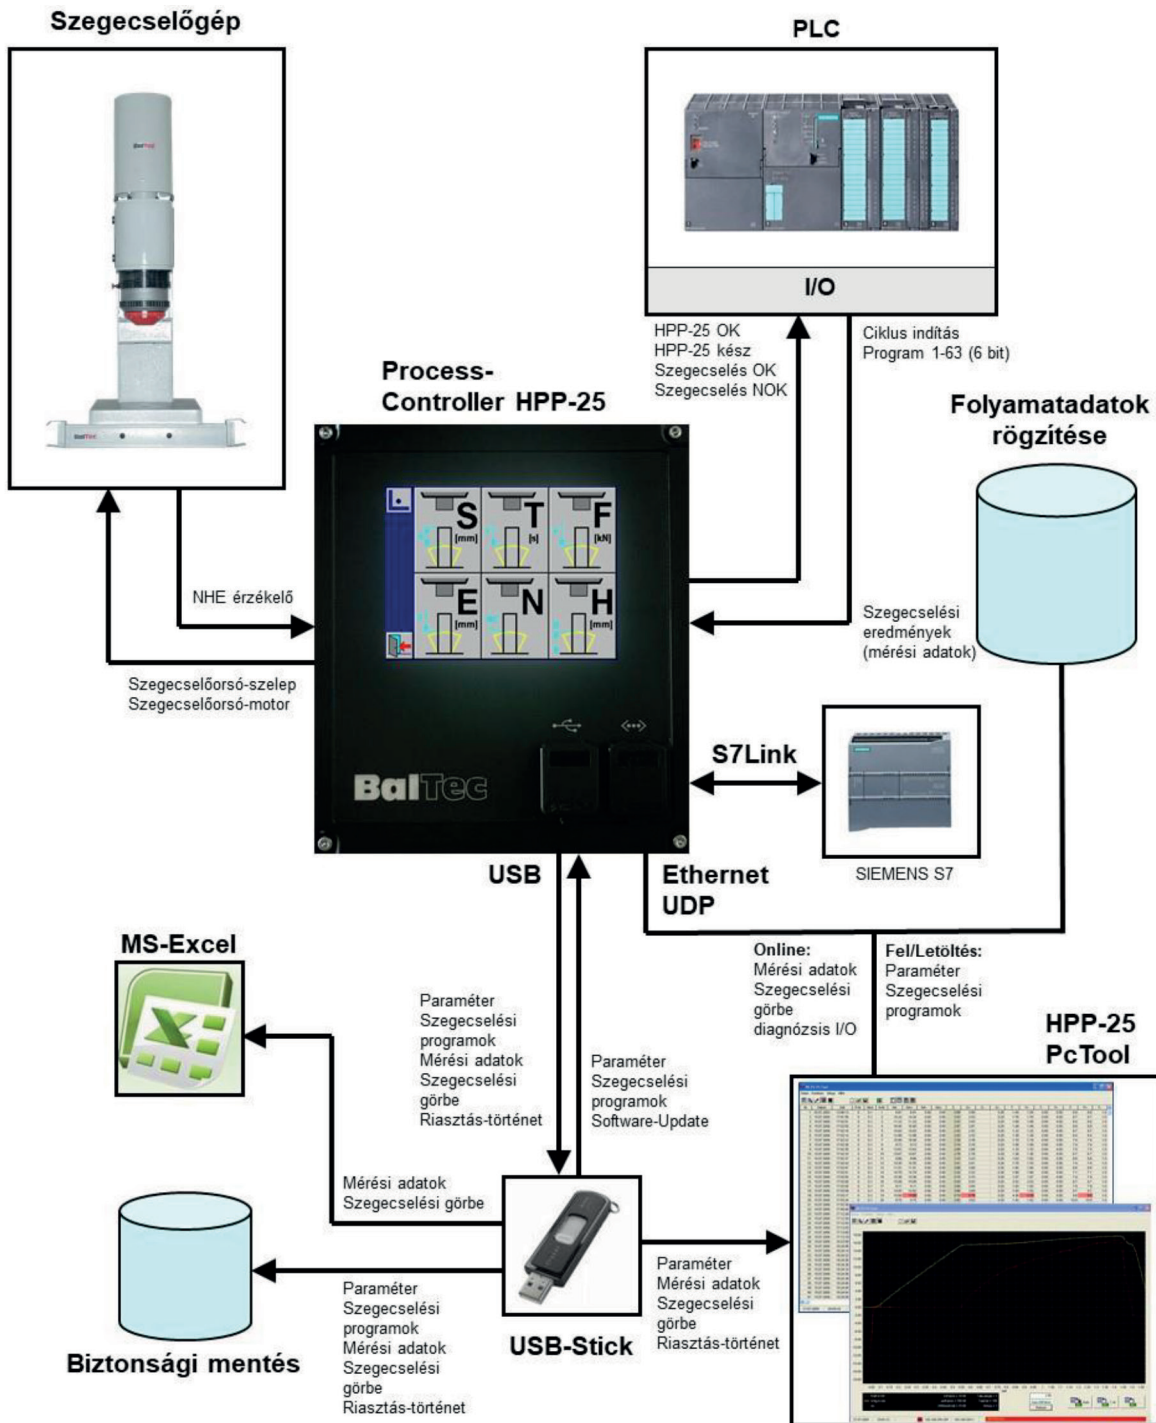 Szegecselőgép
PLC
BalTec
BalTec
I/O
HPP-25 OK
HPP-25 kész
Szegecselés OK
Szegecselés NOK
Ciklus indítás
Program 1-63 (6 bit)
Process-
Controller HPP-25
Folyamatadatok
rögzítése
S
[mm]
T
[s]
F
[kN]
E
[mm]
N
H
[mm]
NHE érzékelő
Szegecselőorsó-szelep
Szegecselőorsó-motor
Szegecselési
eredmények
(mérési adatok)
BalTec
S7Link
SIEMENS
SIEMENS S7
USB
Ethernet
UDP
MS-Excel
Online:
Mérési adatok
Szegecselési
görbe
diagnózsis I/O
Fel/Letöltés:
Paraméter
Szegecselési
programok
HPP-25
PcTool
Paraméter
Szegecselési
programok
Mérési adatok
Szegecselési
görbe
Riasztás-történet
Paraméter
Szegecselési
programok
Software-Update
Mérési adatok
Szegecselési görbe
Biztonsági mentés
Paraméter
Szegecselési
programok
Mérési adatok
Szegecselési
görbe
Riasztás-történet
USB-Stick
Paraméter
Mérési adatok
Szegecselési
görbe
Riasztás-történet